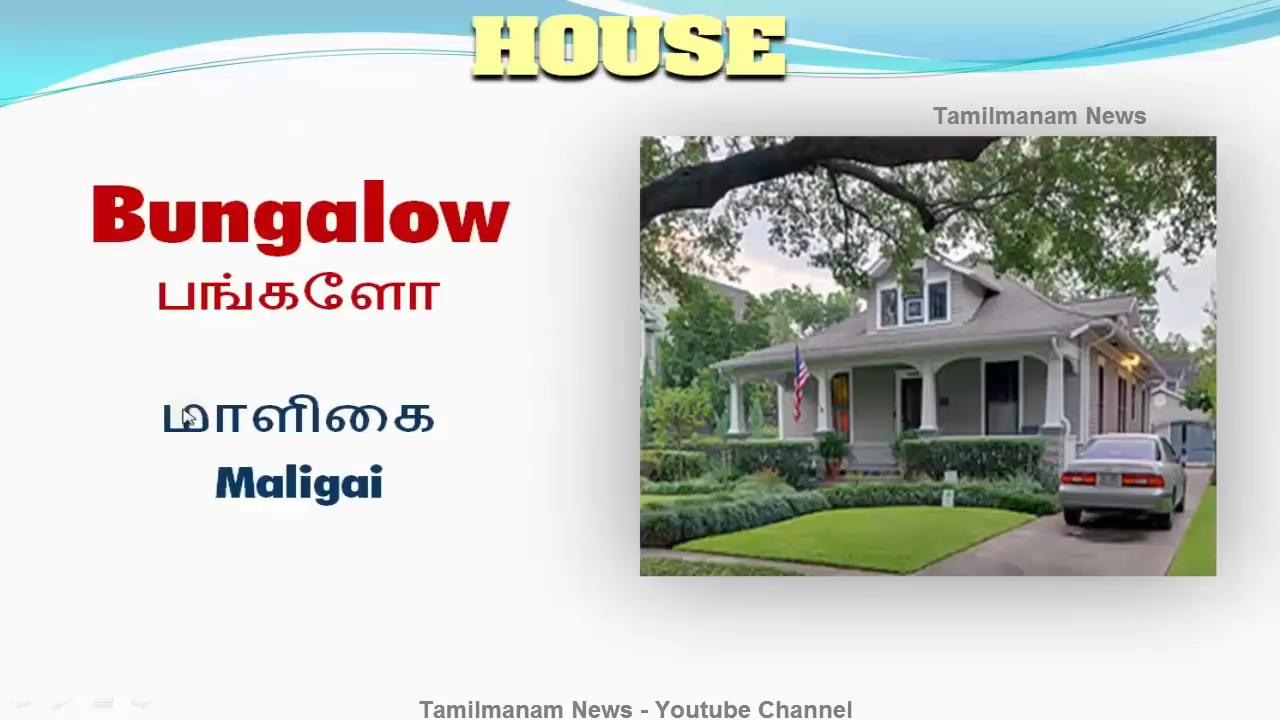 HOUSE
Tamilmanam News
Bungalow
பங்களோ
மாளிகை
Maligai
Tamilmanam News - Youtube Channel